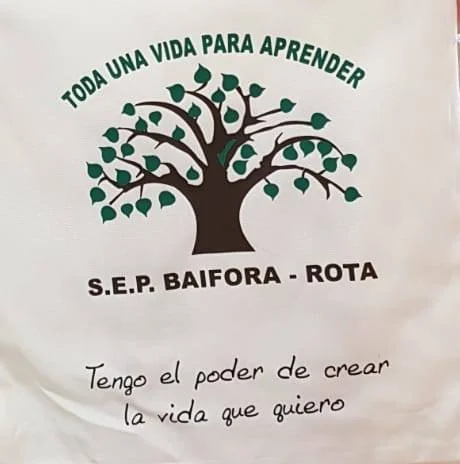 TODA UNA VIDA PARA APRENDER
S.E.P. BAIFORA - ROTA
Tengo el poder de crear
la vida que quiero